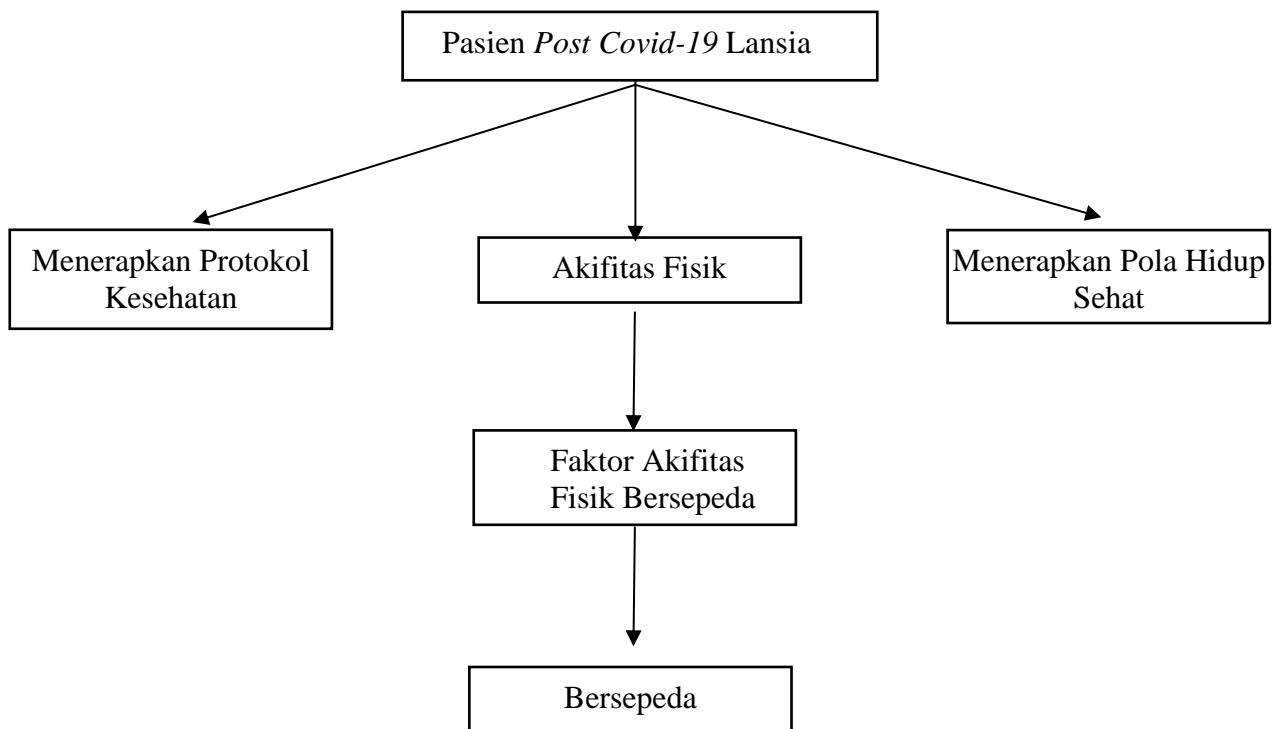 Pasien Post Covid-19 Lansia
Menerapkan Protokol
Kesehatan
Akifitas Fisik
Menerapkan Pola Hidup
Sehat
Faktor Akifitas
Fisik Bersepeda
Bersepeda